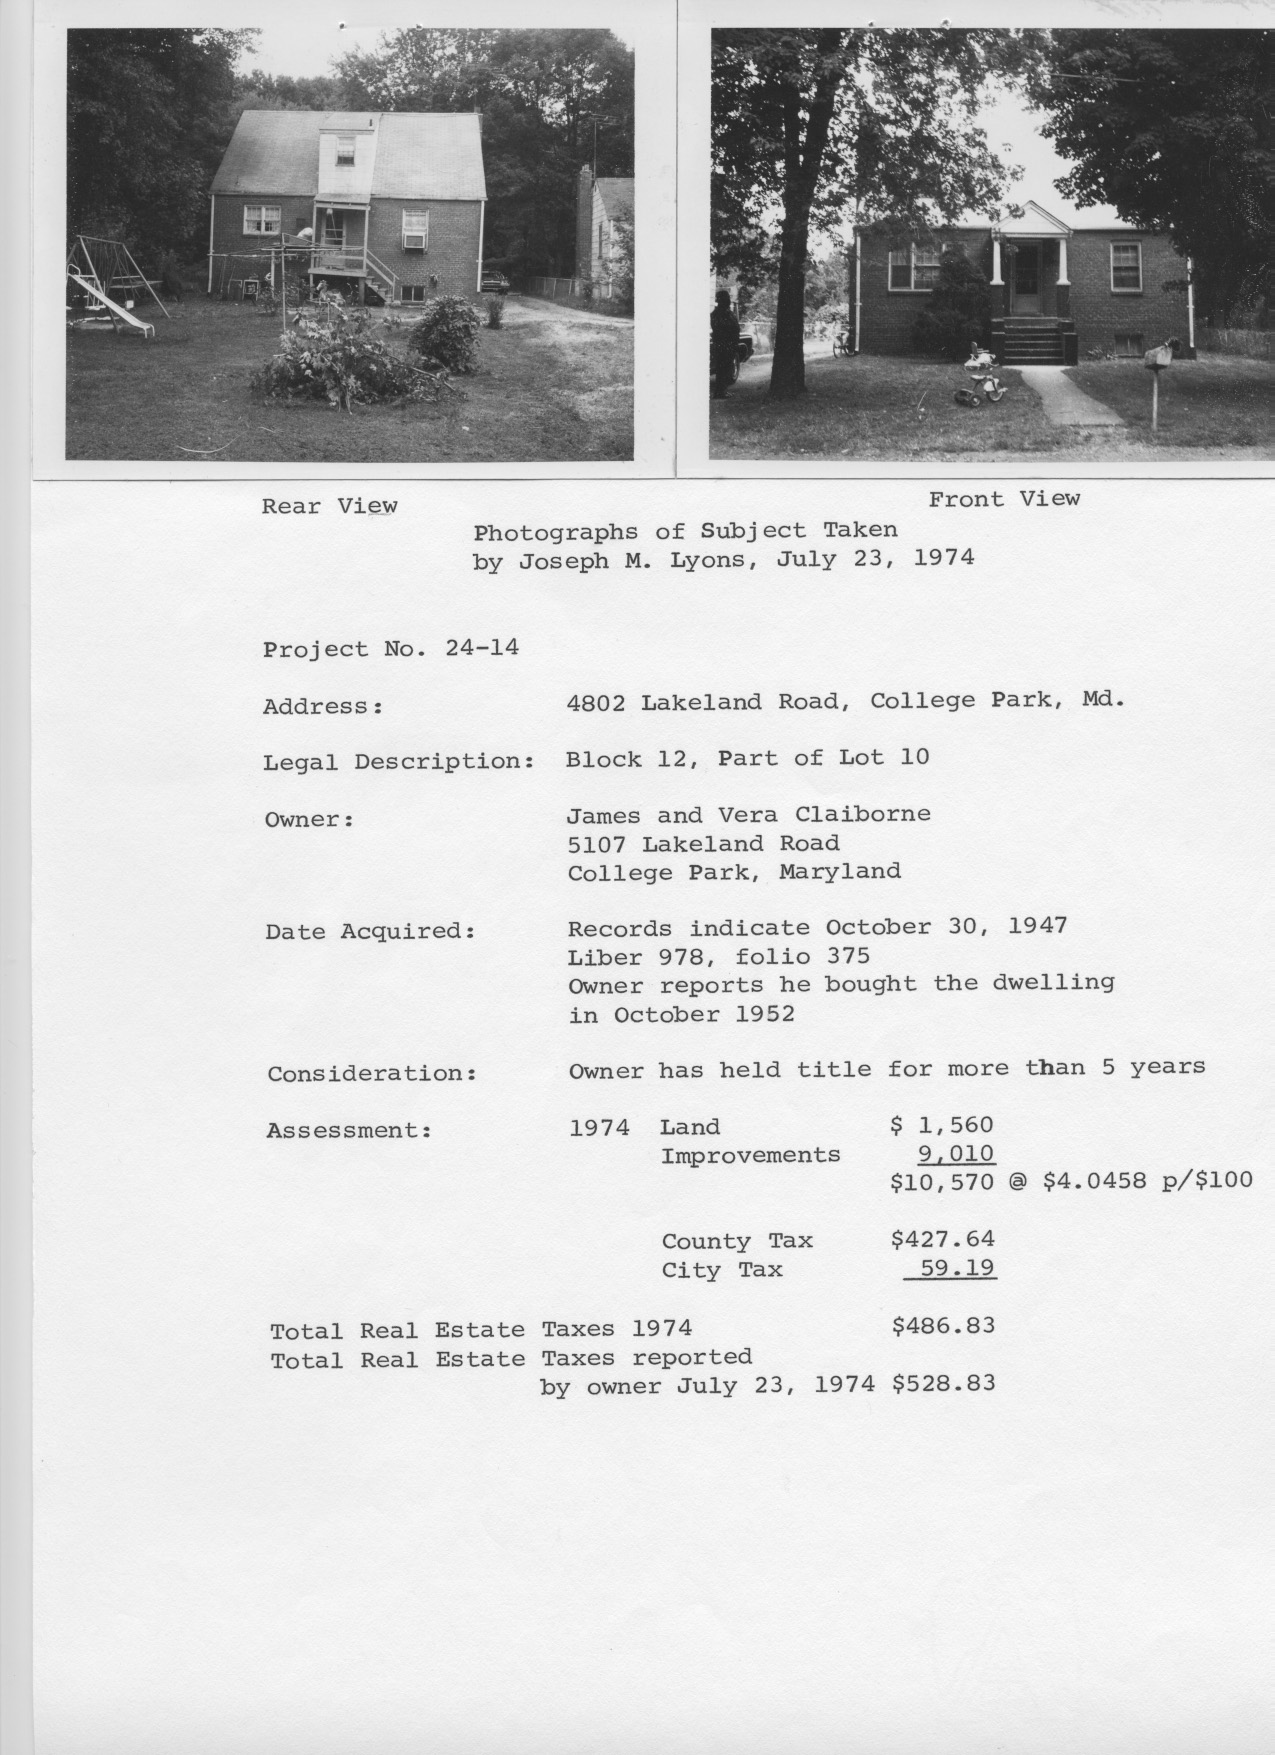 Rear View
Front View
Photographs of Subject Taken
by Joseph M. Lyons, July 23, 1974
Project No. 24-14
Address: 4802 Lakeland Road, College Park, Md.
Legal Description: Block 12, Part of Lot 10
Owner: James and Vera Claiborne
5107 Lakeland Road
College Park, Maryland
Date Acquired: Records indicate October 30, 1947
Liber 978, folio 375
Owner reports he bought the dwelling
in October 1952
Consideration: Owner has held title for more than 5 years
Assessment: 1974 Land $ 1,560
Improvements 9,010
$10,570 @ $4.0458 p/$100
County Tax $427.64
City Tax 59.19
Total Real Estate Taxes 1974 $486.83
Total Real Estate Taxes reported
by owner July 23, 1974 $528.83